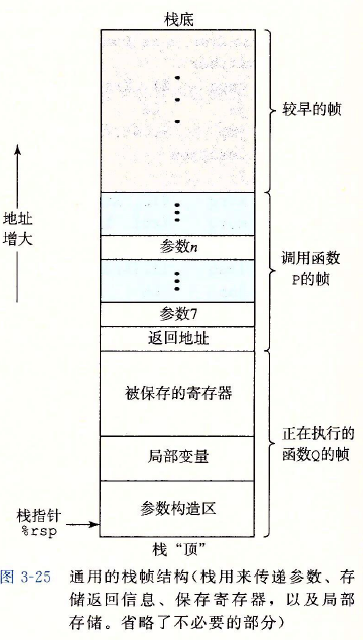 栈底
较早的帧
地址
增大
参数n
调用函数
P的帧
参数7
返回地址
被保存的寄存器
正在执行的
函数Q的帧
局部变量
参数构造区
栈指针
%rsp
栈“顶”
图 3-25 通用的栈帧结构(栈用来传递参数、存
储返回信息、保存寄存器，以及局部
存储。省略了不必要的部分)